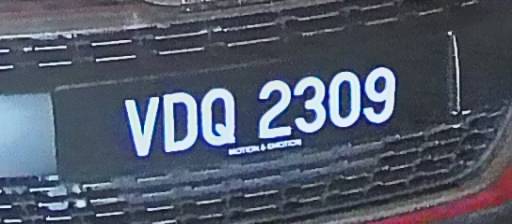 VDQ 2309
MOTION & EMOTION